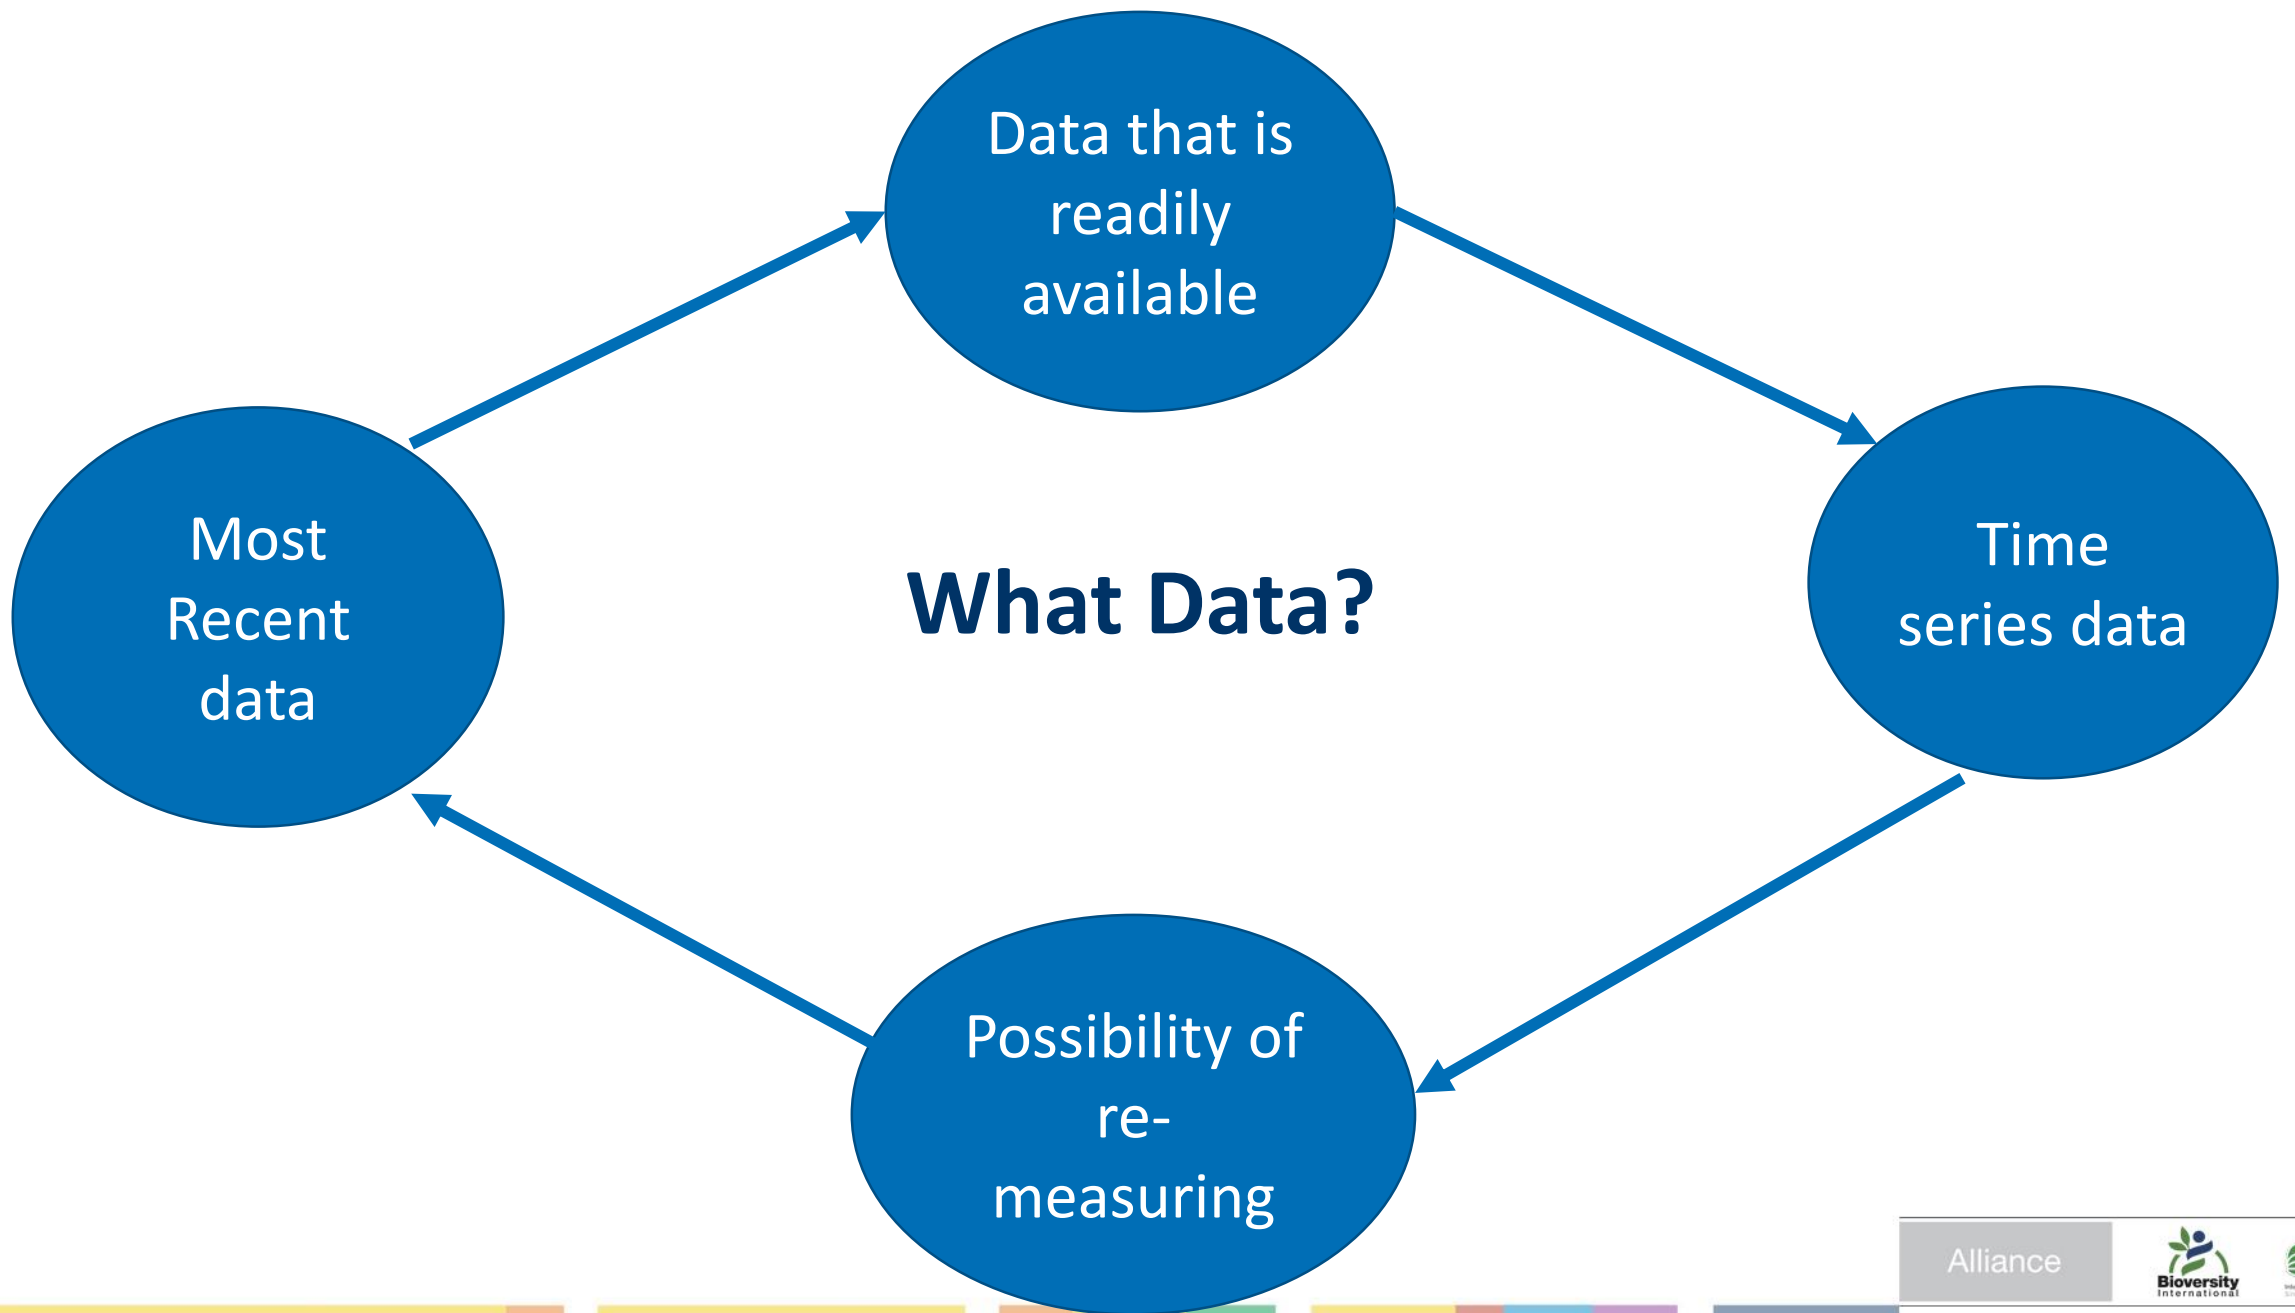 Data that is
readily
available
Most
Recent
data
What Data?
Time
series data
Possibility of
re-
measuring
Alliance
Bioversity
International